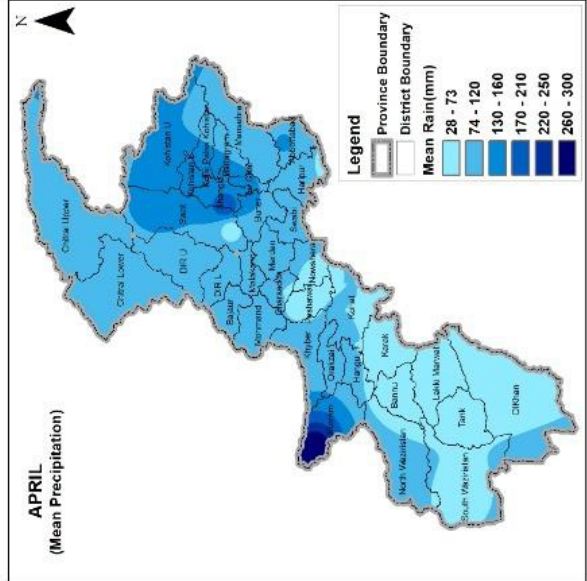 APRIL
(Mean Precipitation)
N
Chitral Upper
Chitral Lower
Kohistan U
Swat
DIR U
DIR L
Bajaur
Malakand
Mohmand
Buner
Mansehra
Abbottabad
Haripur
Swabi
Mardan
Charsadda
Nowshera
Peshawar
Khyber
Kohat
Orakzai
Hangu
Kurram
Karak
Bannu
North Waziristan
Lakki Marwat
Tank
South Waziristan
DIKhan
Legend
Province Boundary
District Boundary
Mean Rain(mm)
28 - 73
74 - 120
130 - 160
170 - 210
220 - 250
260 - 300